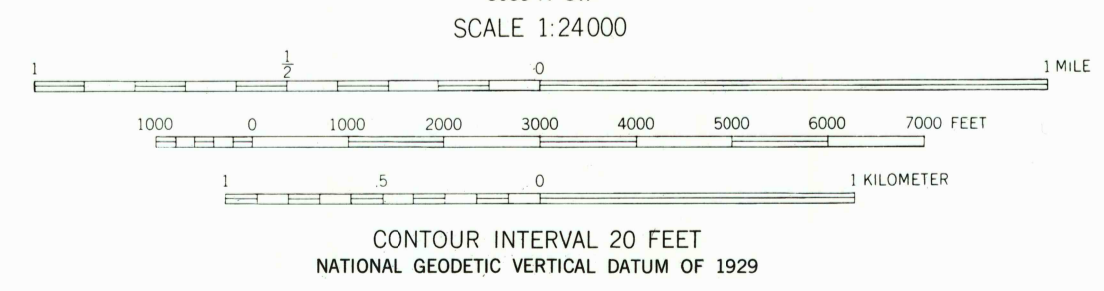 SCALE 1:24000
1 1/2 0 1 MILE
1000 0 1000 2000 3000 4000 5000 6000 7000 FEET
1 .5 0 1 KILOMETER
CONTOUR INTERVAL 20 FEET
NATIONAL GEODETIC VERTICAL DATUM OF 1929